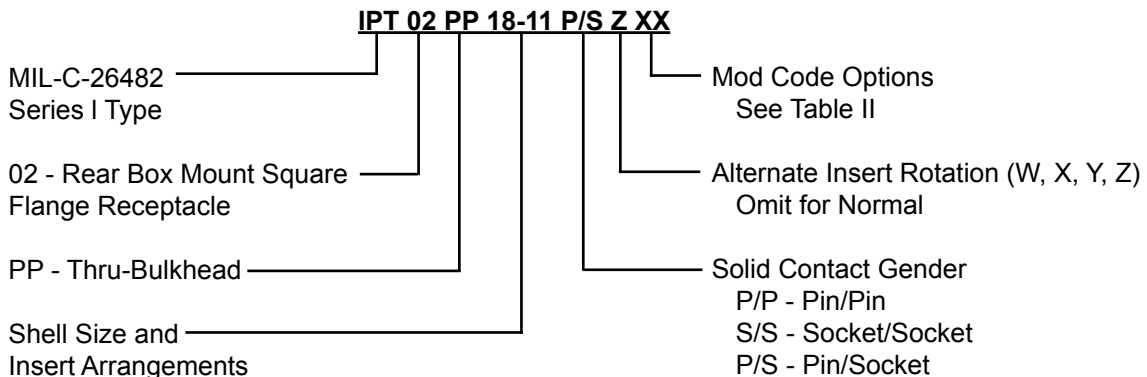 IPT 02 PP 18-11 P/S Z XX
MIL-C-26482
Series I Type
02 - Rear Box Mount Square
Flange Receptacle
PP - Thru-Bulkhead
Shell Size and
Insert Arrangements
Mod Code Options
See Table II
Alternate Insert Rotation (W, X, Y, Z)
Omit for Normal
Solid Contact Gender
P/P - Pin/Pin
S/S - Socket/Socket
P/S - Pin/Socket